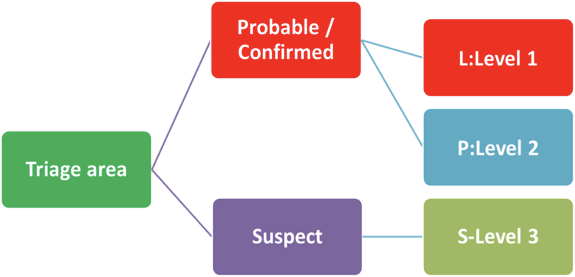 Probable /
Confirmed
L:Level 1
P:Level 2
Triage area
Suspect
S-Level 3